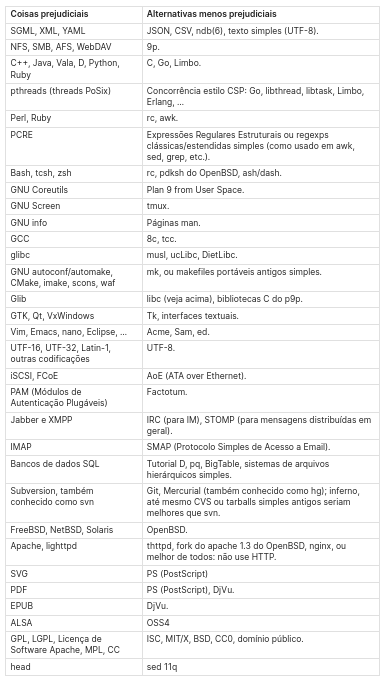 Coisas prejudiciais Alternativas menos prejudiciais
SGML, XML, YAML JSON, CSV, ndb(6), texto simples (UTF-8).
NFS, SMB, AFS, WebDAV 9p.
C++, Java, Vala, D, Python, C, Go, Limbo.
Ruby
pthreads (threads PoSix) Concorrência estilo CSP: Go, libthread, libtask, Limbo,
Erlang, ...
Perl, Ruby rc, awk.
PCRE Expressões Regulares Estruturais ou regexps
clássicas/estendidas simples (como usado em awk,
sed, grep, etc.).
Bash, tcsh, zsh rc, pdksh do OpenBSD, ash/dash.
GNU Coreutils Plan 9 from User Space.
GNU Screen tmux.
GNU info Páginas man.
GCC 8c, tcc.
glibc musl, ucLibc, DietLibc.
GNU autoconf/automake, mk, ou makefiles portáveis antigos simples.
CMake, imake, scons, waf
Glib libc (veja acima), bibliotecas C do p9p.
GTK, Qt, VxWindows Tk, interfaces textuais.
Vim, Emacs, nano, Eclipse, ... Acme, Sam, ed.
UTF-16, UTF-32, Latin-1, UTF-8.
outras codificações
iSCSI, FCoE AoE (ATA over Ethernet).
PAM (Módulos de Factotum.
Autenticação Plugáveis)
Jabber e XMPP IRC (para IM), STOMP (para mensagens distribuídas em
geral).
IMAP SMAP (Protocolo Simples de Acesso a Email).
Bancos de dados SQL Tutorial D, pq, BigTable, sistemas de arquivos
hierárquicos simples.
Subversion, também Git, Mercurial (também conhecido como hg); inferno,
conhecido como svn até mesmo CVS ou tarballs simples antigos seriam
melhores que svn.
FreeBSD, NetBSD, Solaris OpenBSD.
Apache, lighttpd thttpd, fork do apache 1.3 do OpenBSD, nginx, ou
melhor de todos: não use HTTP.
SVG PS (PostScript)
PDF PS (PostScript), DjVu.
EPUB DjVu.
ALSA OSS4
GPL, LGPL, Licença de ISC, MIT/X, BSD, CC0, domínio público.
Software Apache, MPL, CC
head sed 11q